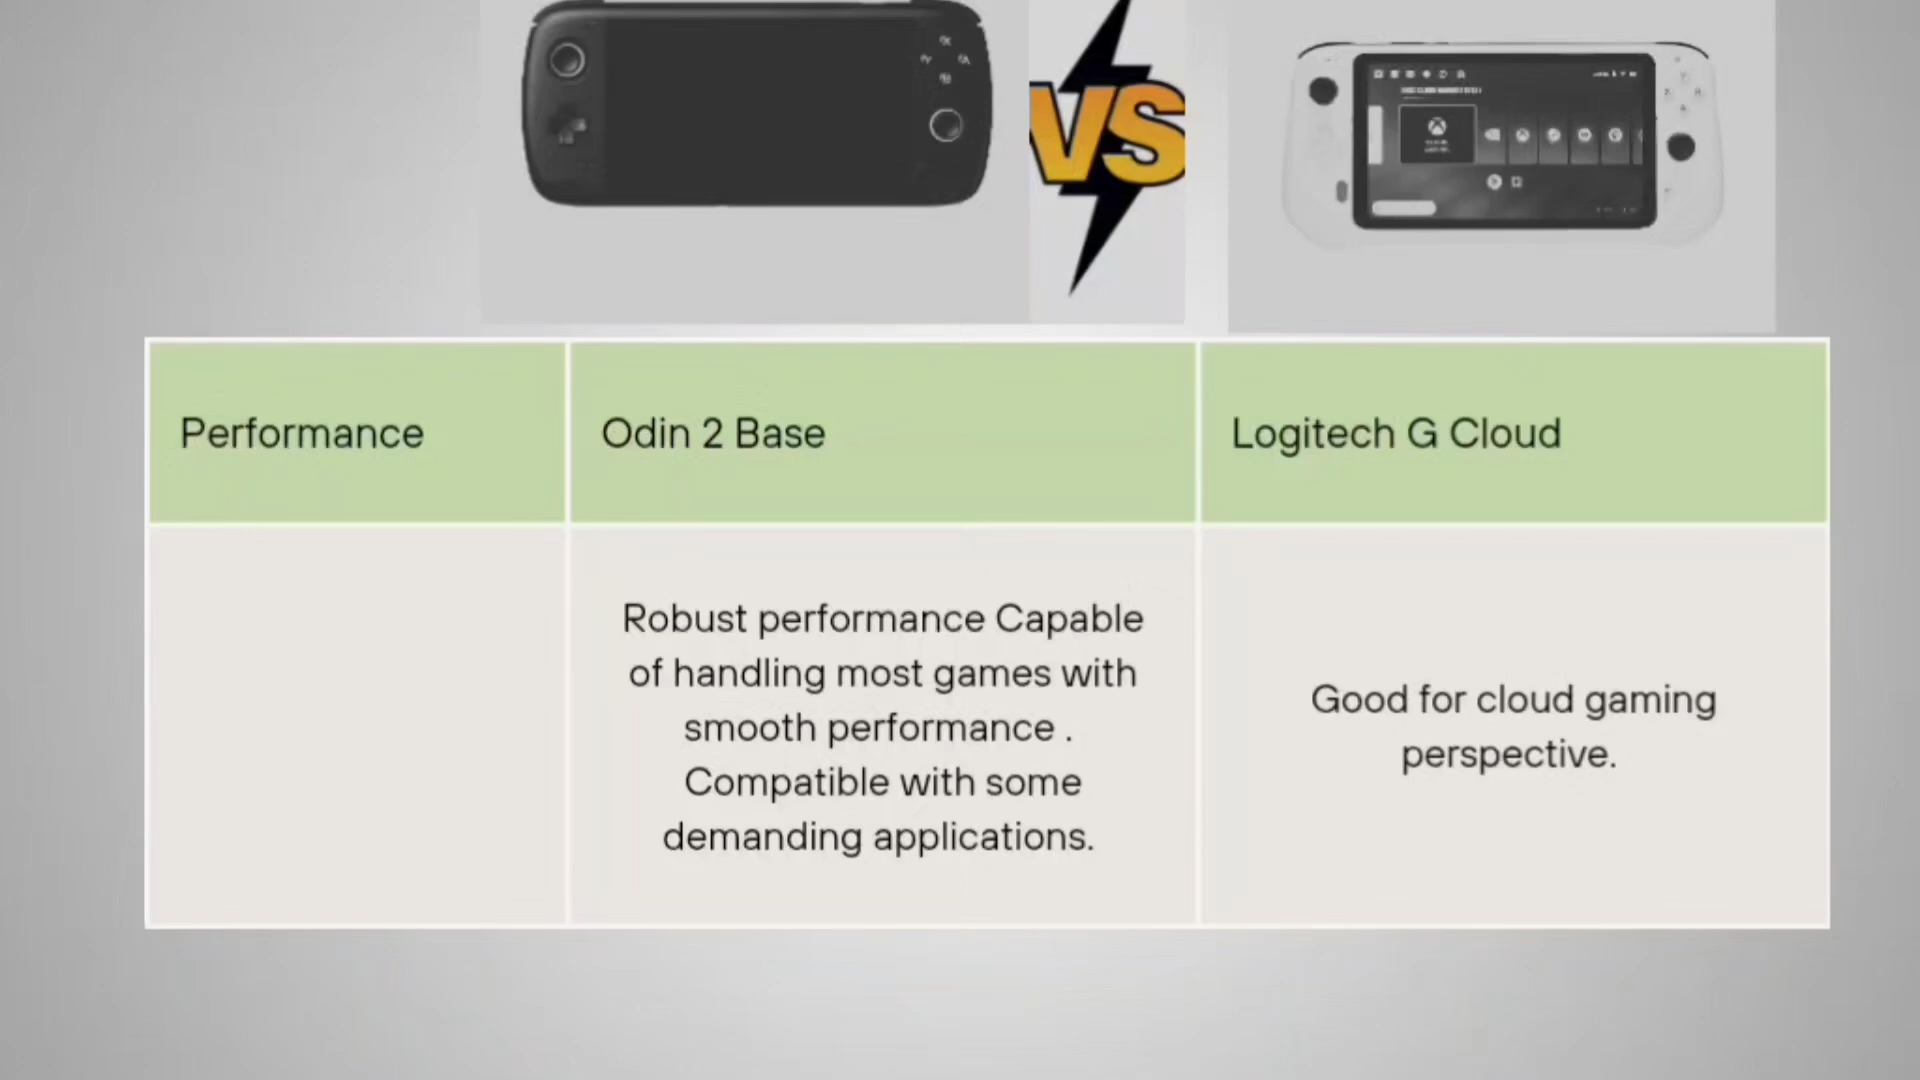 VS
Performance
Odin 2 Base
Logitech G Cloud
Robust performance Capable
of handling most games with
smooth performance .
Compatible with some
demanding applications.
Good for cloud gaming
perspective.